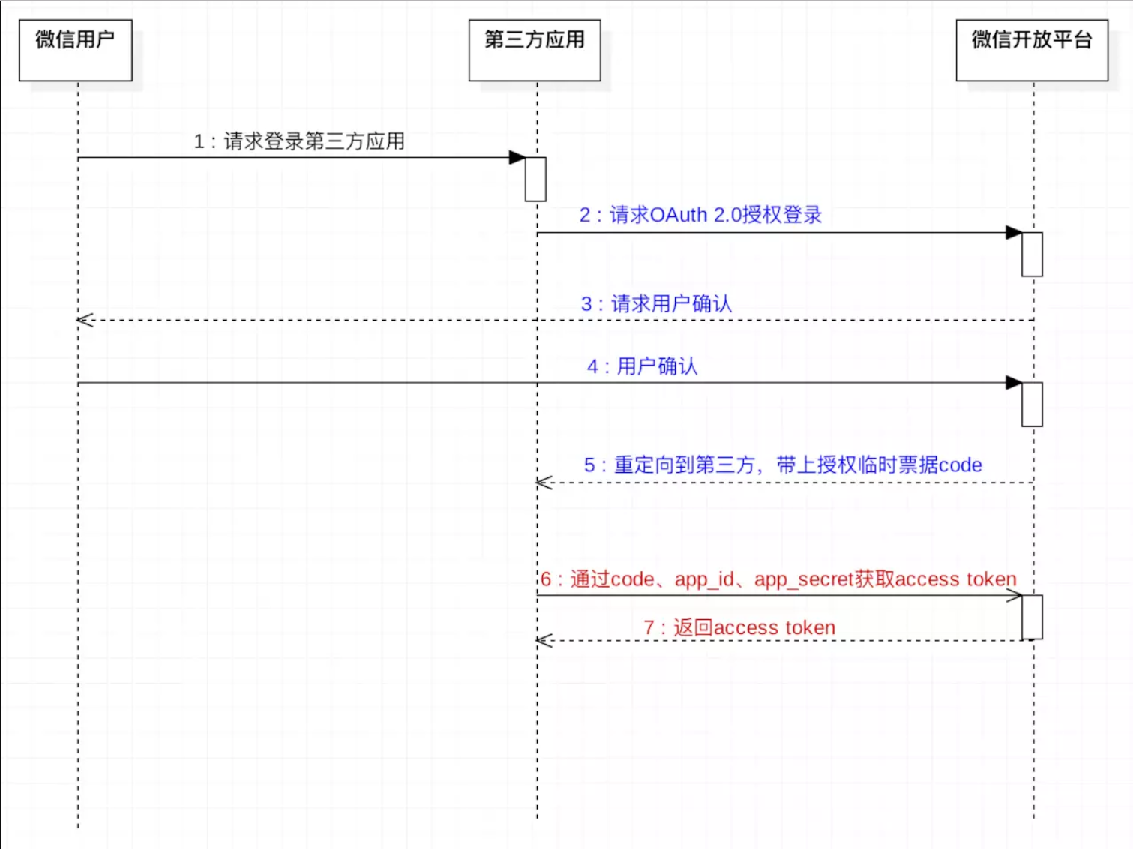 微信用户
第三方应用
微信开放平台
1 : 请求登录第三方应用
2 : 请求OAuth 2.0授权登录
3 : 请求用户确认
4 : 用户确认
5 : 重定向到第三方，带上授权临时票据code
6 : 通过code、app_id、app_secret获取access token
7 : 返回access token